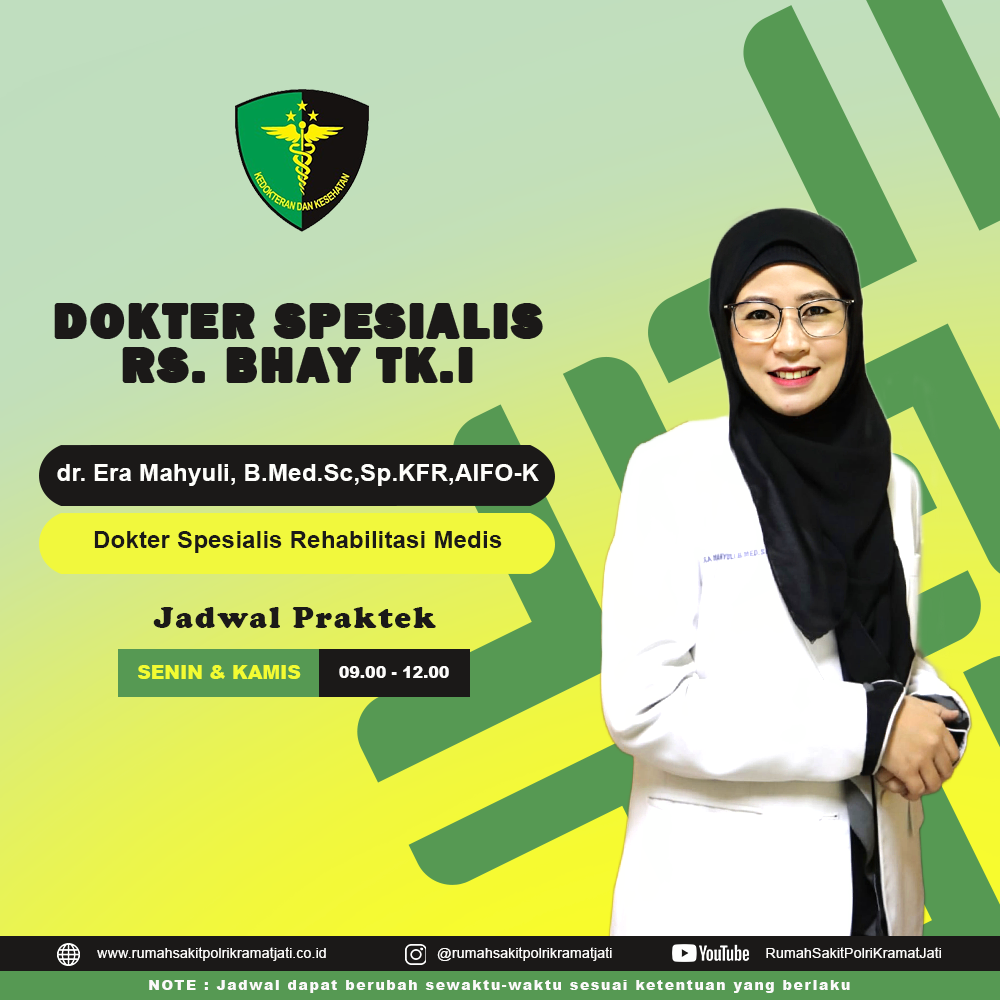 KEDOKTERAN DAN KESEHATAN
DOKTER SPESIALIS
RS. BHAY TK.I
dr. Era Mahyuli, B.Med.Sc,Sp.KFR,AIFO-K
Dokter Spesialis Rehabilitasi Medis
Jadwal Praktek
SENIN & KAMIS 09.00 - 12.00
www.rumahsakitpolrikramatjati.co.id @rumahsakitpolrikramatjati YouTube RumahSakitPolriKramatJati
NOTE : Jadwal dapat berubah sewaktu-waktu sesuai ketentuan yang berlaku